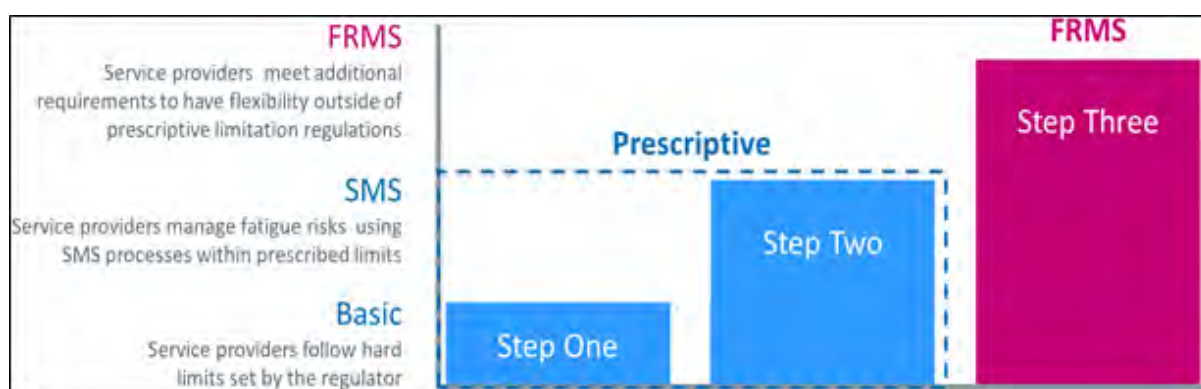 FRMS
Service providers meet additional
requirements to have flexibility outside of
prescriptive limitation regulations
SMS
Service providers manage fatigue risks using
SMS processes within prescribed limits
Basic
Service providers follow hard
limits set by the regulator
Prescriptive
Step One
Step Two
FRMS
Step Three